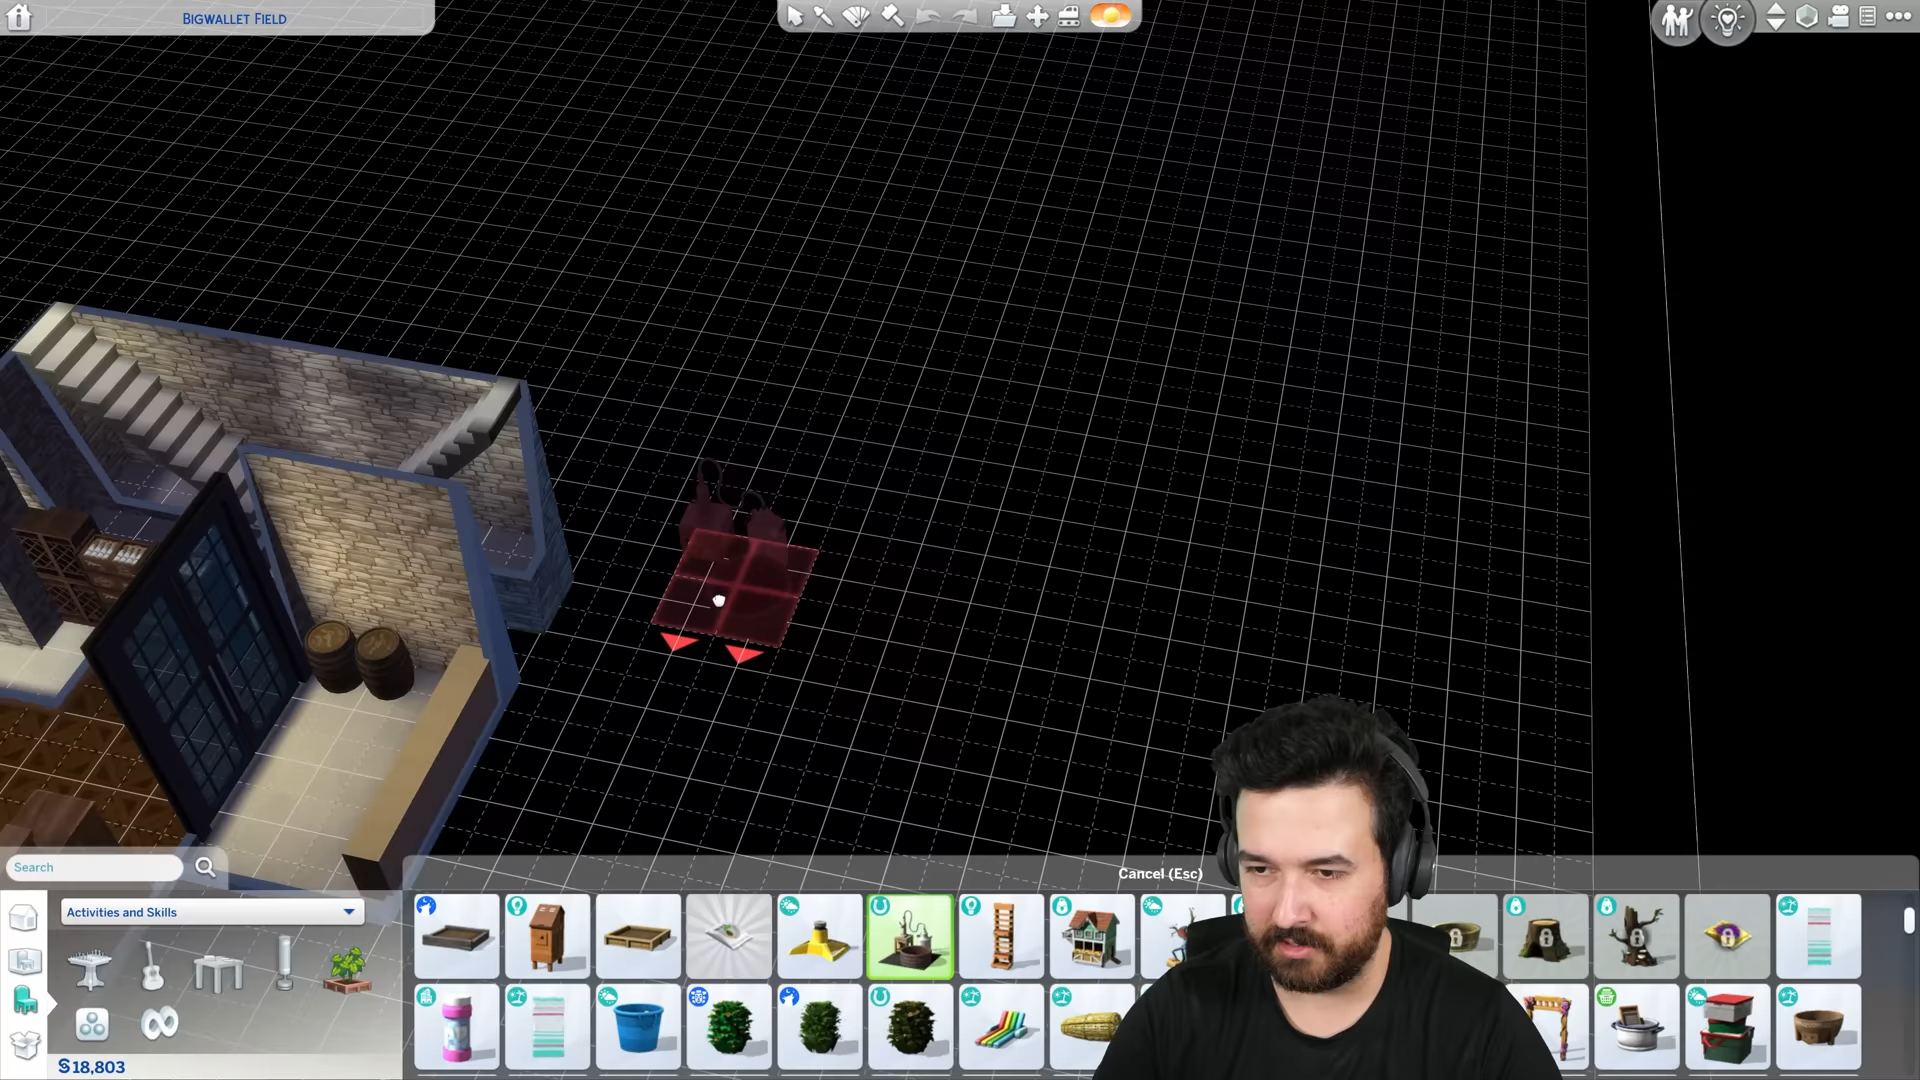 BIGWALLET FIELD
Search
Cancel (Esc)
Activities and Skills
§18,803